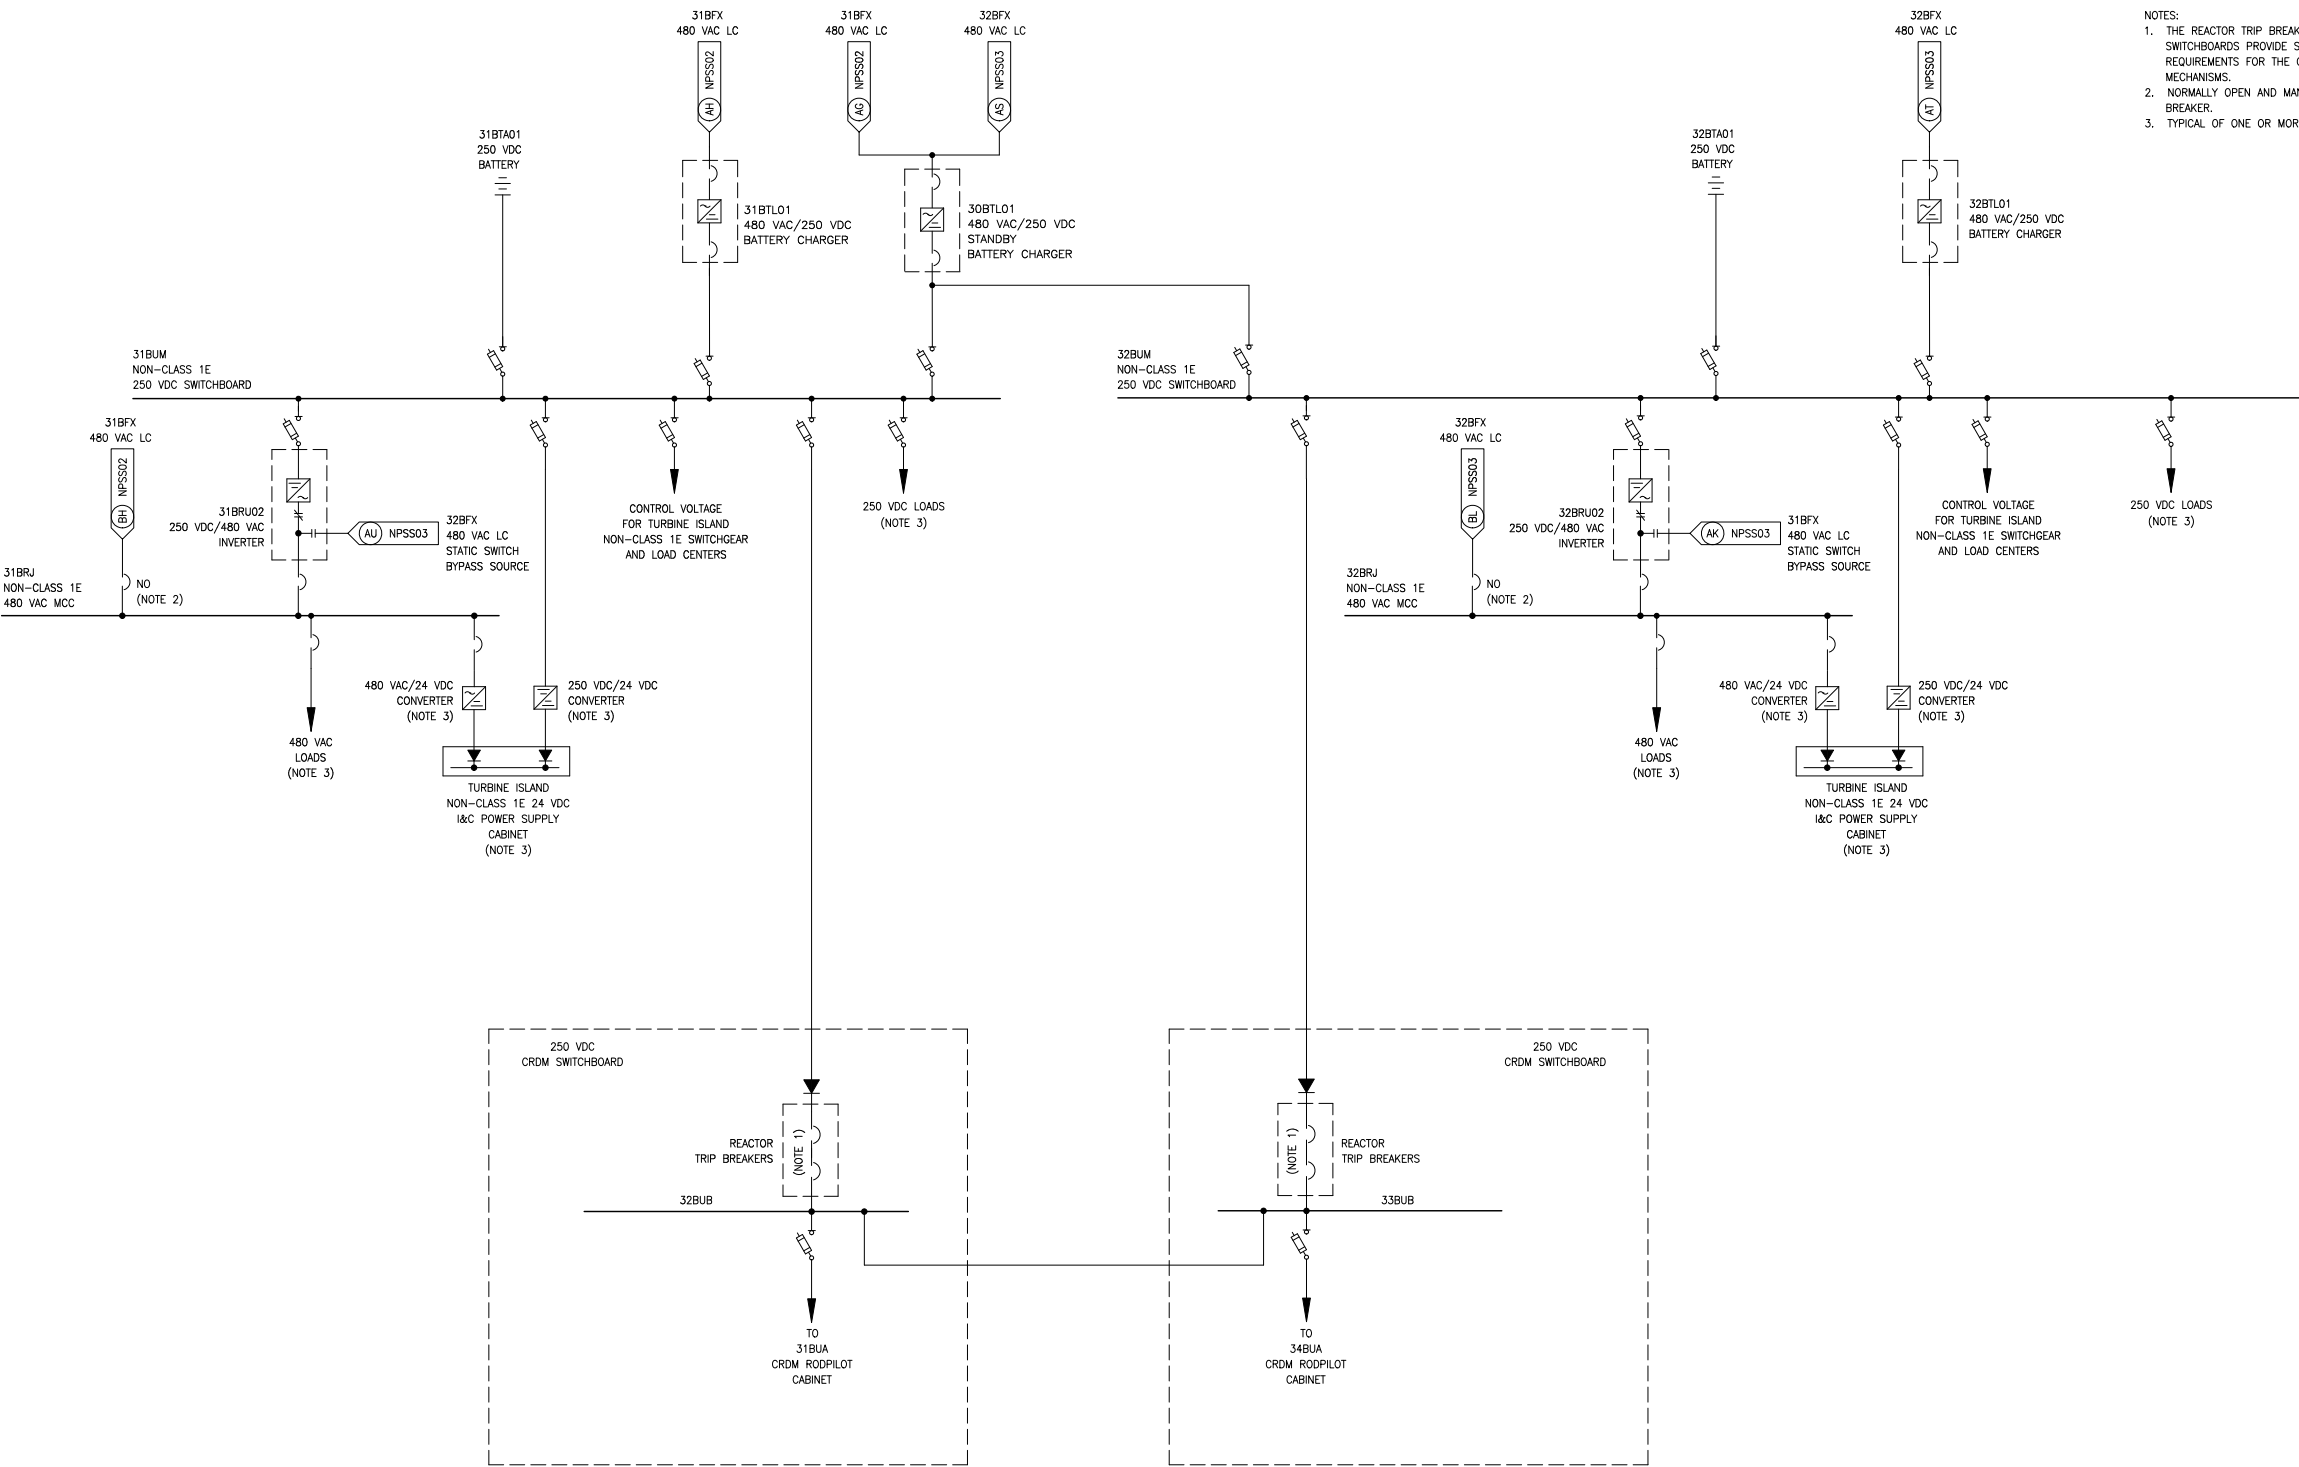 31BFX
480 VAC LC
NPSS02
AH
31BFX
480 VAC LC
NPSS02
AG
32BFX
480 VAC LC
NPSS03
AS
32BFX
480 VAC LC
NPSS03
AT
NOTES:
1. THE REACTOR TRIP
SWITCHBOARDS PROVIDE
REQUIREMENTS FOR THE
MECHANISMS.
2. NORMALLY OPEN AND
BREAKER.
3. TYPICAL OF ONE OR
31BTA01
250 VDC
BATTERY
31BTL01
480 VAC/250 VDC
BATTERY CHARGER
30BTL01
480 VAC/250 VDC
STANDBY
BATTERY CHARGER
32BTA01
250 VDC
BATTERY
32BTL01
480 VAC/250 VDC
BATTERY CHARGER
31BUM
NON-CLASS 1E
250 VDC SWITCHBOARD
32BUM
NON-CLASS 1E
250 VDC SWITCHBOARD
31BFX
480 VAC LC
NPSS02
BH
31BRU02
250 VDC/480 VAC
INVERTER
AU NPSS03
32BFX
480 VAC LC
STATIC SWITCH
BYPASS SOURCE
CONTROL VOLTAGE
FOR TURBINE ISLAND
NON-CLASS 1E SWITCHGEAR
AND LOAD CENTERS
250 VDC LOADS
(NOTE 3)
31BRJ
NON-CLASS 1E
480 VAC MCC
NO
(NOTE 2)
480 VAC
LOADS
(NOTE 3)
480 VAC/24 VDC
CONVERTER
(NOTE 3)
250 VDC/24 VDC
CONVERTER
(NOTE 3)
TURBINE ISLAND
NON-CLASS 1E 24 VDC
I&C POWER SUPPLY
CABINET
(NOTE 3)
32BFX
480 VAC LC
NPSS03
BL
32BRU02
250 VDC/480 VAC
INVERTER
AK NPSS03
31BFX
480 VAC LC
STATIC SWITCH
BYPASS SOURCE
CONTROL VOLTAGE
FOR TURBINE ISLAND
NON-CLASS 1E SWITCHGEAR
AND LOAD CENTERS
250 VDC LOADS
(NOTE 3)
32BRJ
NON-CLASS 1E
480 VAC MCC
NO
(NOTE 2)
480 VAC
LOADS
(NOTE 3)
480 VAC/24 VDC
CONVERTER
(NOTE 3)
250 VDC/24 VDC
CONVERTER
(NOTE 3)
TURBINE ISLAND
NON-CLASS 1E 24 VDC
I&C POWER SUPPLY
CABINET
(NOTE 3)
250 VDC
CRDM SWITCHBOARD
REACTOR
TRIP BREAKERS
(NOTE 1)
32BUB
TO
31BUA
CRDM RODPILOT
CABINET
250 VDC
CRDM SWITCHBOARD
(NOTE 1)
REACTOR
TRIP BREAKERS
33BUB
TO
34BUA
CRDM RODPILOT
CABINET